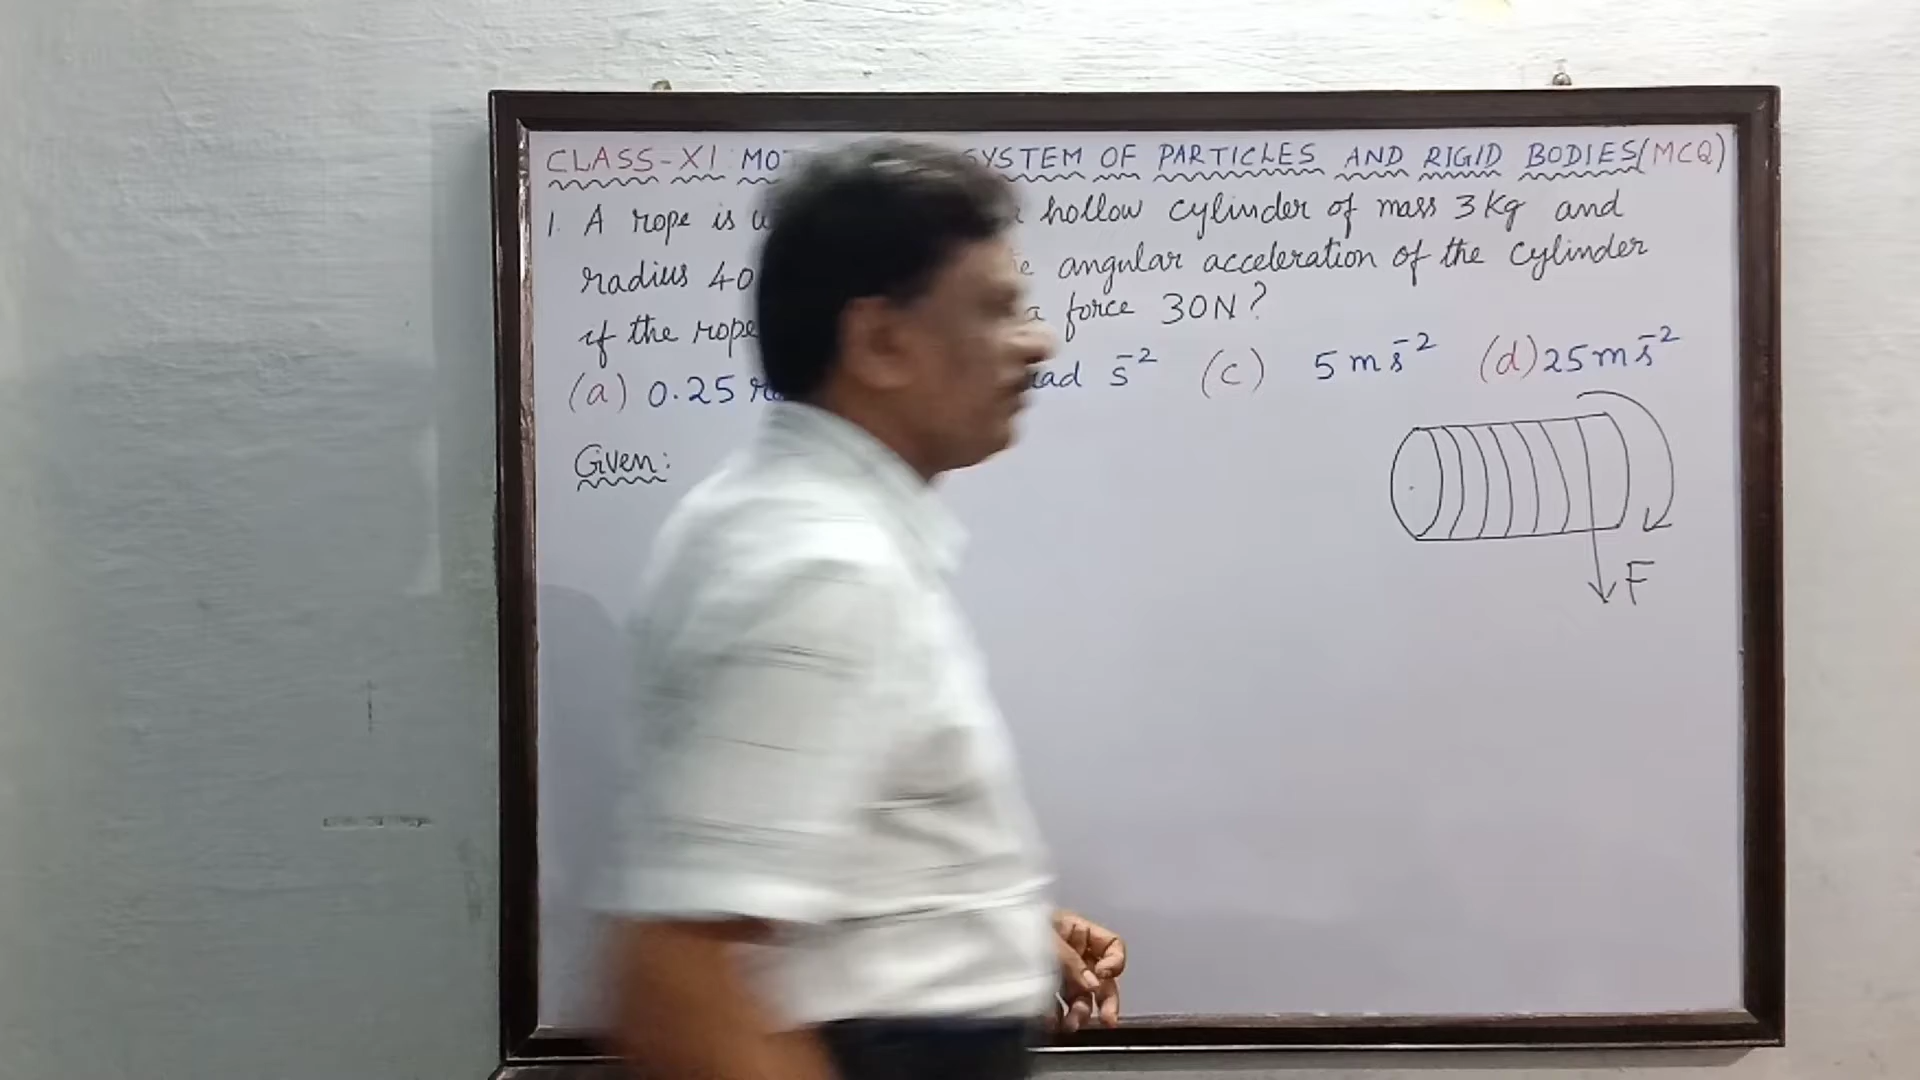 CLASS-XI MOT SYSTEM OF PARTICLES AND RIGID BODIES (MCQ)
1. A rope is hollow cylinder of mass 3 kg and
radius 40 angular acceleration of the cylinder
if the rope a force 30N?
(a) 0.25 s̄² (c) 5 m s̄² (d) 25 m s̄²
Given:
F